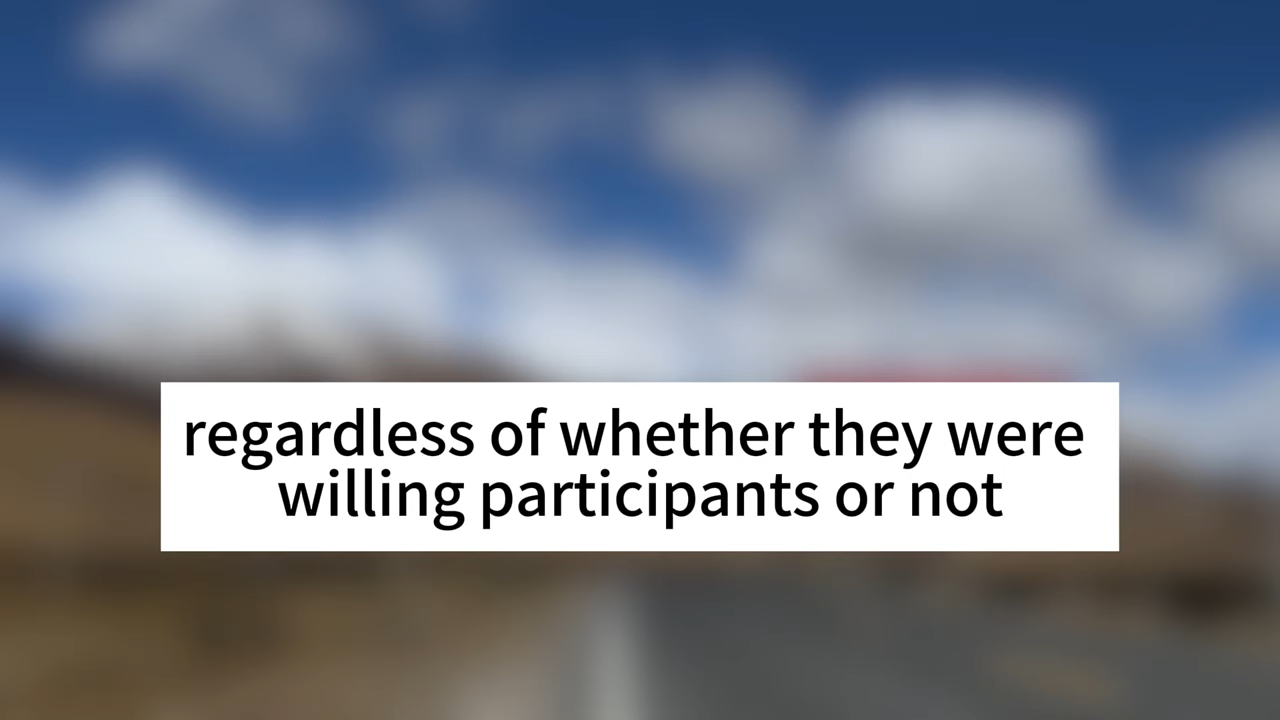 regardless of whether they were
willing participants or not